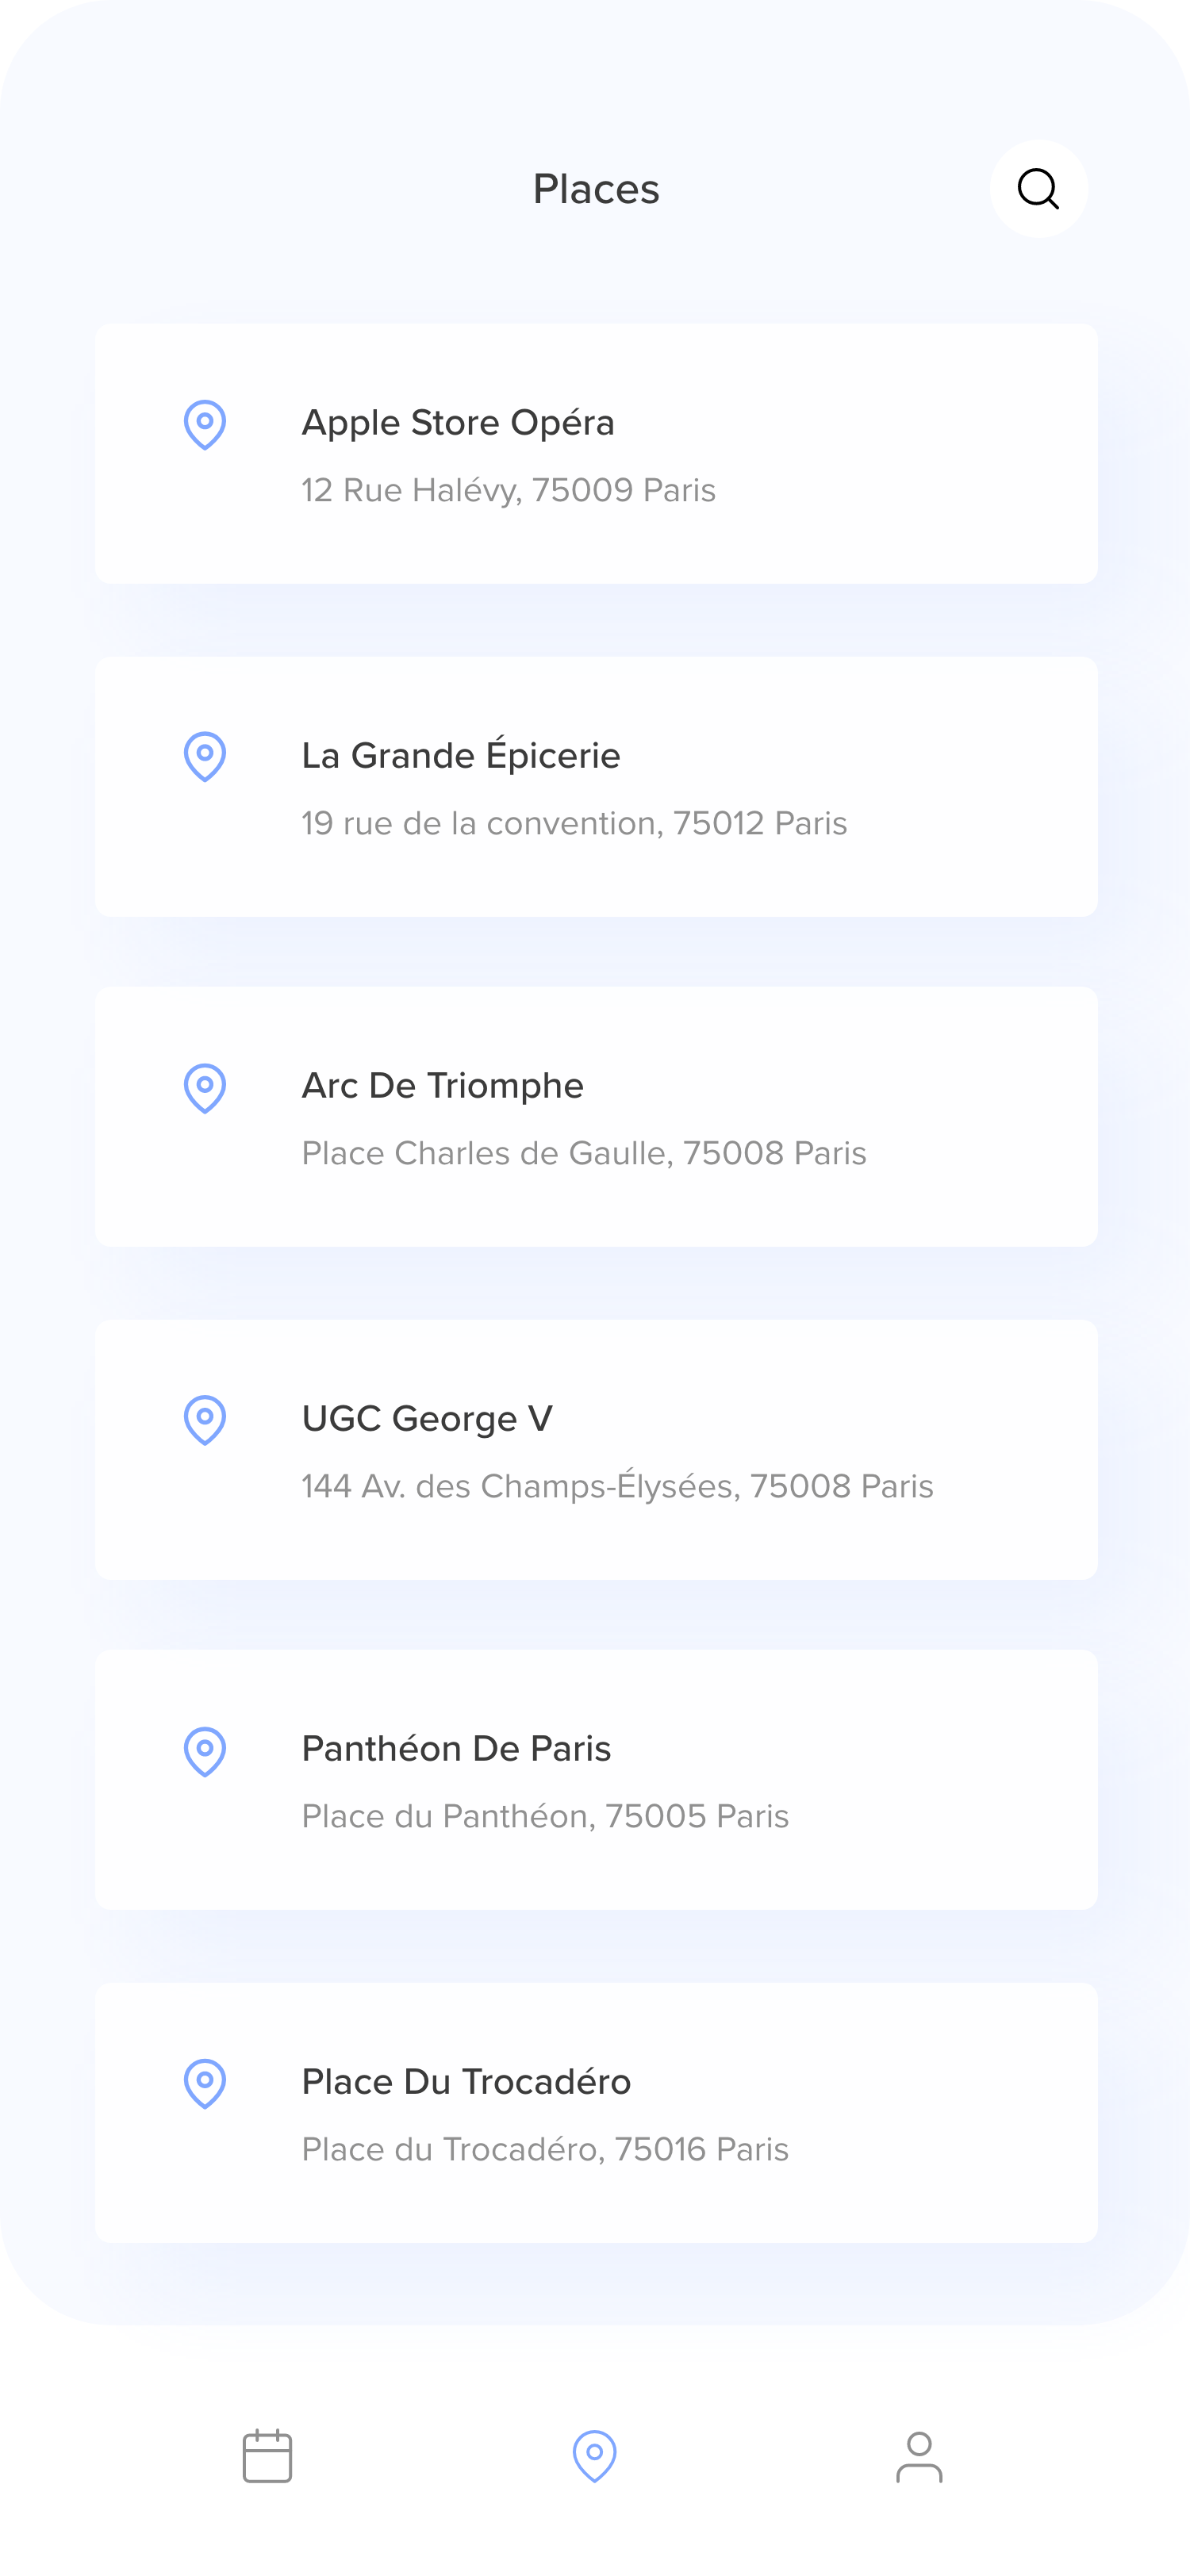 Places
Apple Store Opéra
12 Rue Halévy, 75009 Paris
La Grande Épicerie
19 rue de la convention, 75012 Paris
Arc De Triomphe
Place Charles de Gaulle, 75008 Paris
UGC George V
144 Av. des Champs-Élysées, 75008 Paris
Panthéon De Paris
Place du Panthéon, 75005 Paris
Place Du Trocadéro
Place du Trocadéro, 75016 Paris